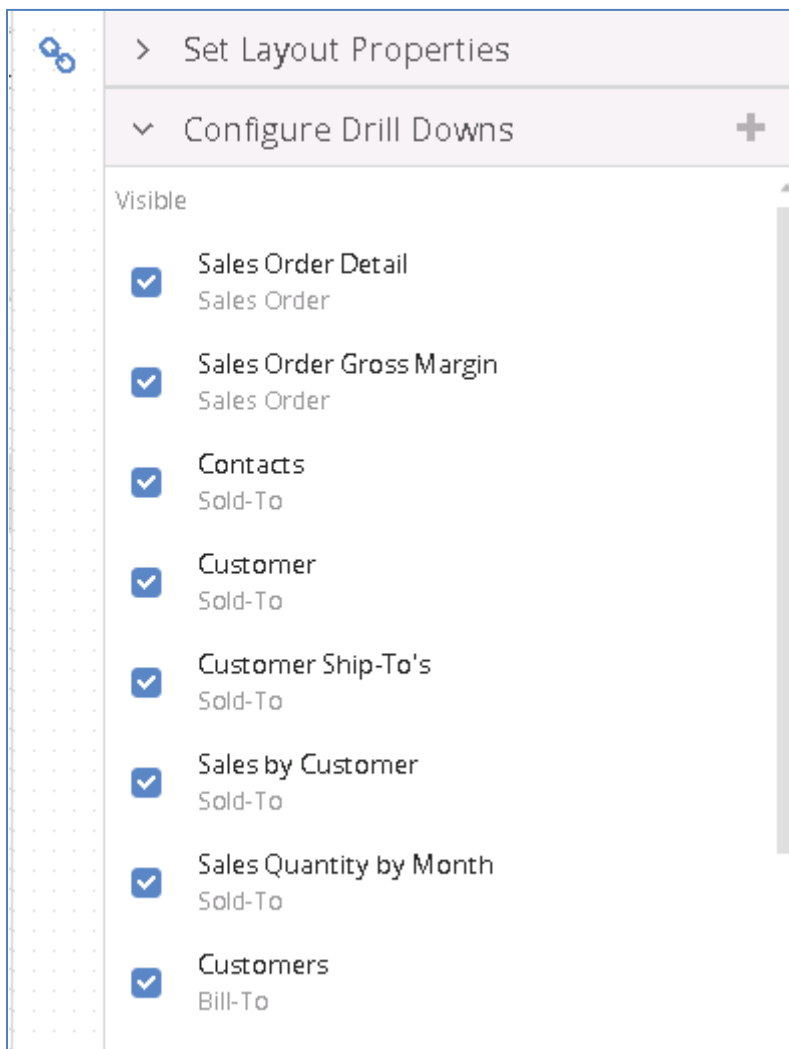 Set Layout Properties
Configure Drill Downs
Visible
Sales Order Detail
Sales Order
Sales Order Gross Margin
Sales Order
Contacts
Sold-To
Customer
Sold-To
Customer Ship-To's
Sold-To
Sales by Customer
Sold-To
Sales Quantity by Month
Sold-To
Customers
Bill-To